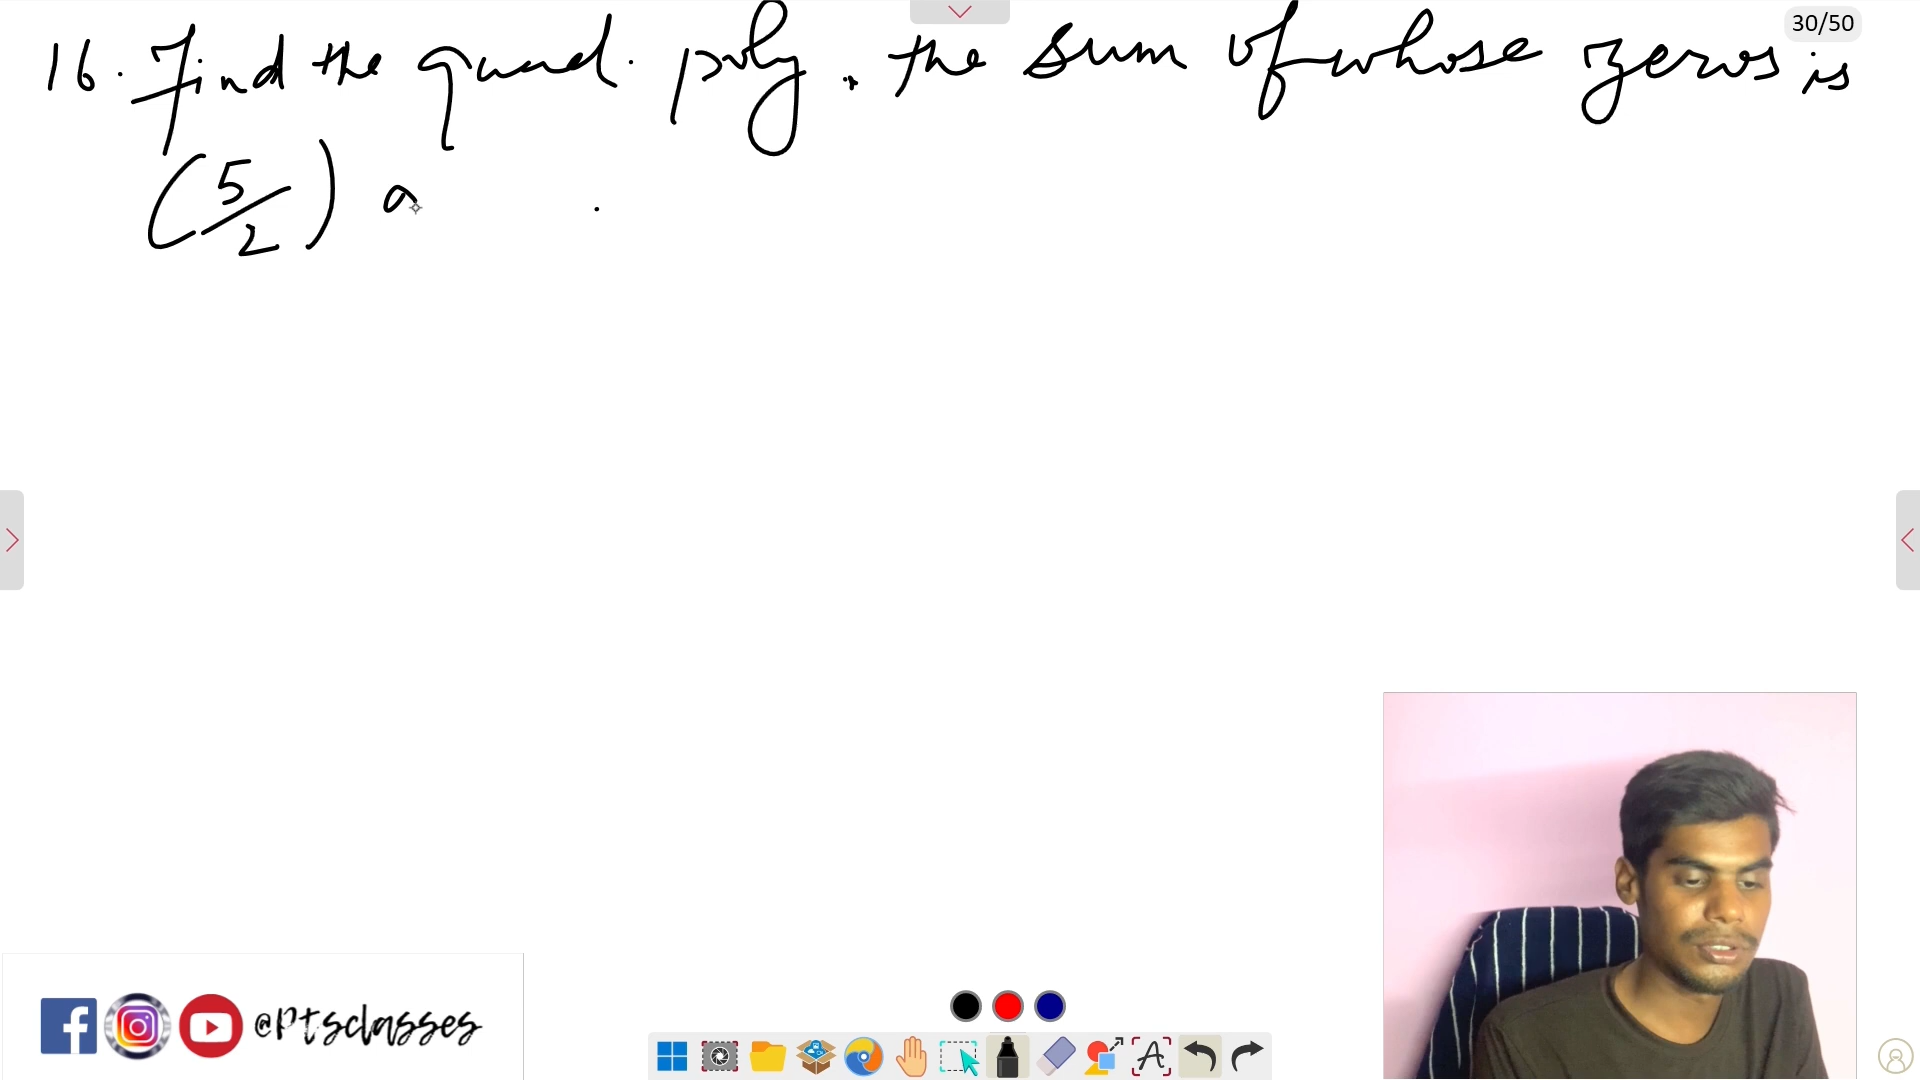 30/50
16. Find the quad. poly., the sum of whose zeros is
(5/2) a
@Ptsclasses